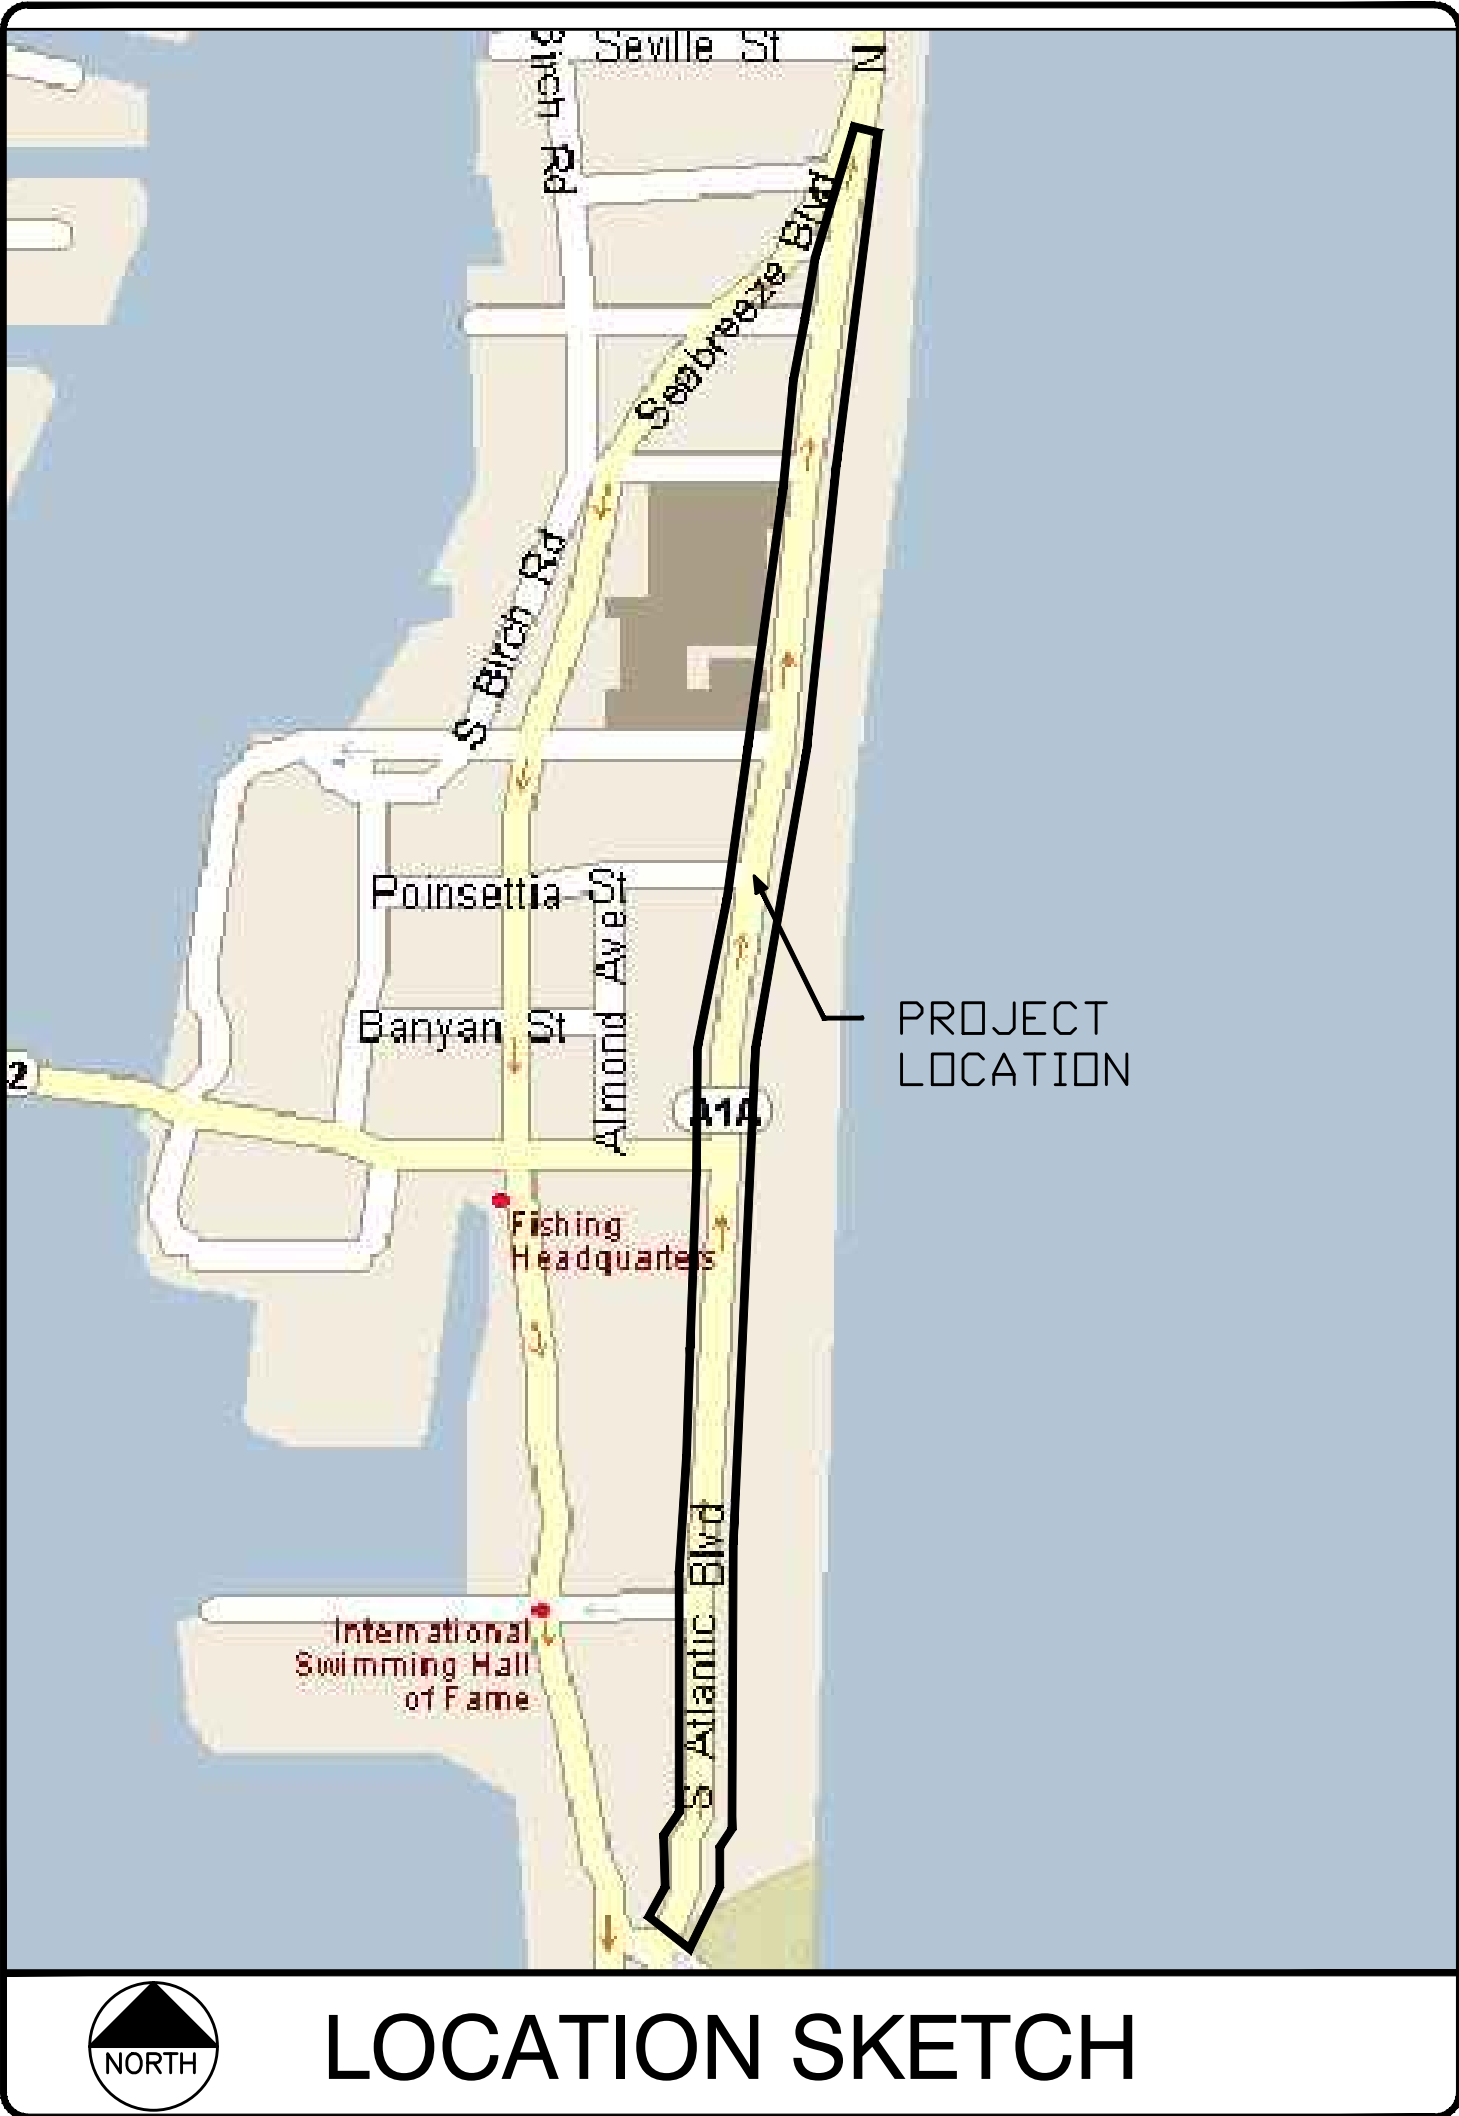 Seville St
N
Birch Rd
Seabreeze Blvd
S Birch Rd
Poinsettia St
Almond Ave
Banyan St
PROJECT
LOCATION
2
A1A
Fishing
Headquarters
S Atlantic Blvd
International
Swimming Hall
of Fame
NORTH
LOCATION SKETCH